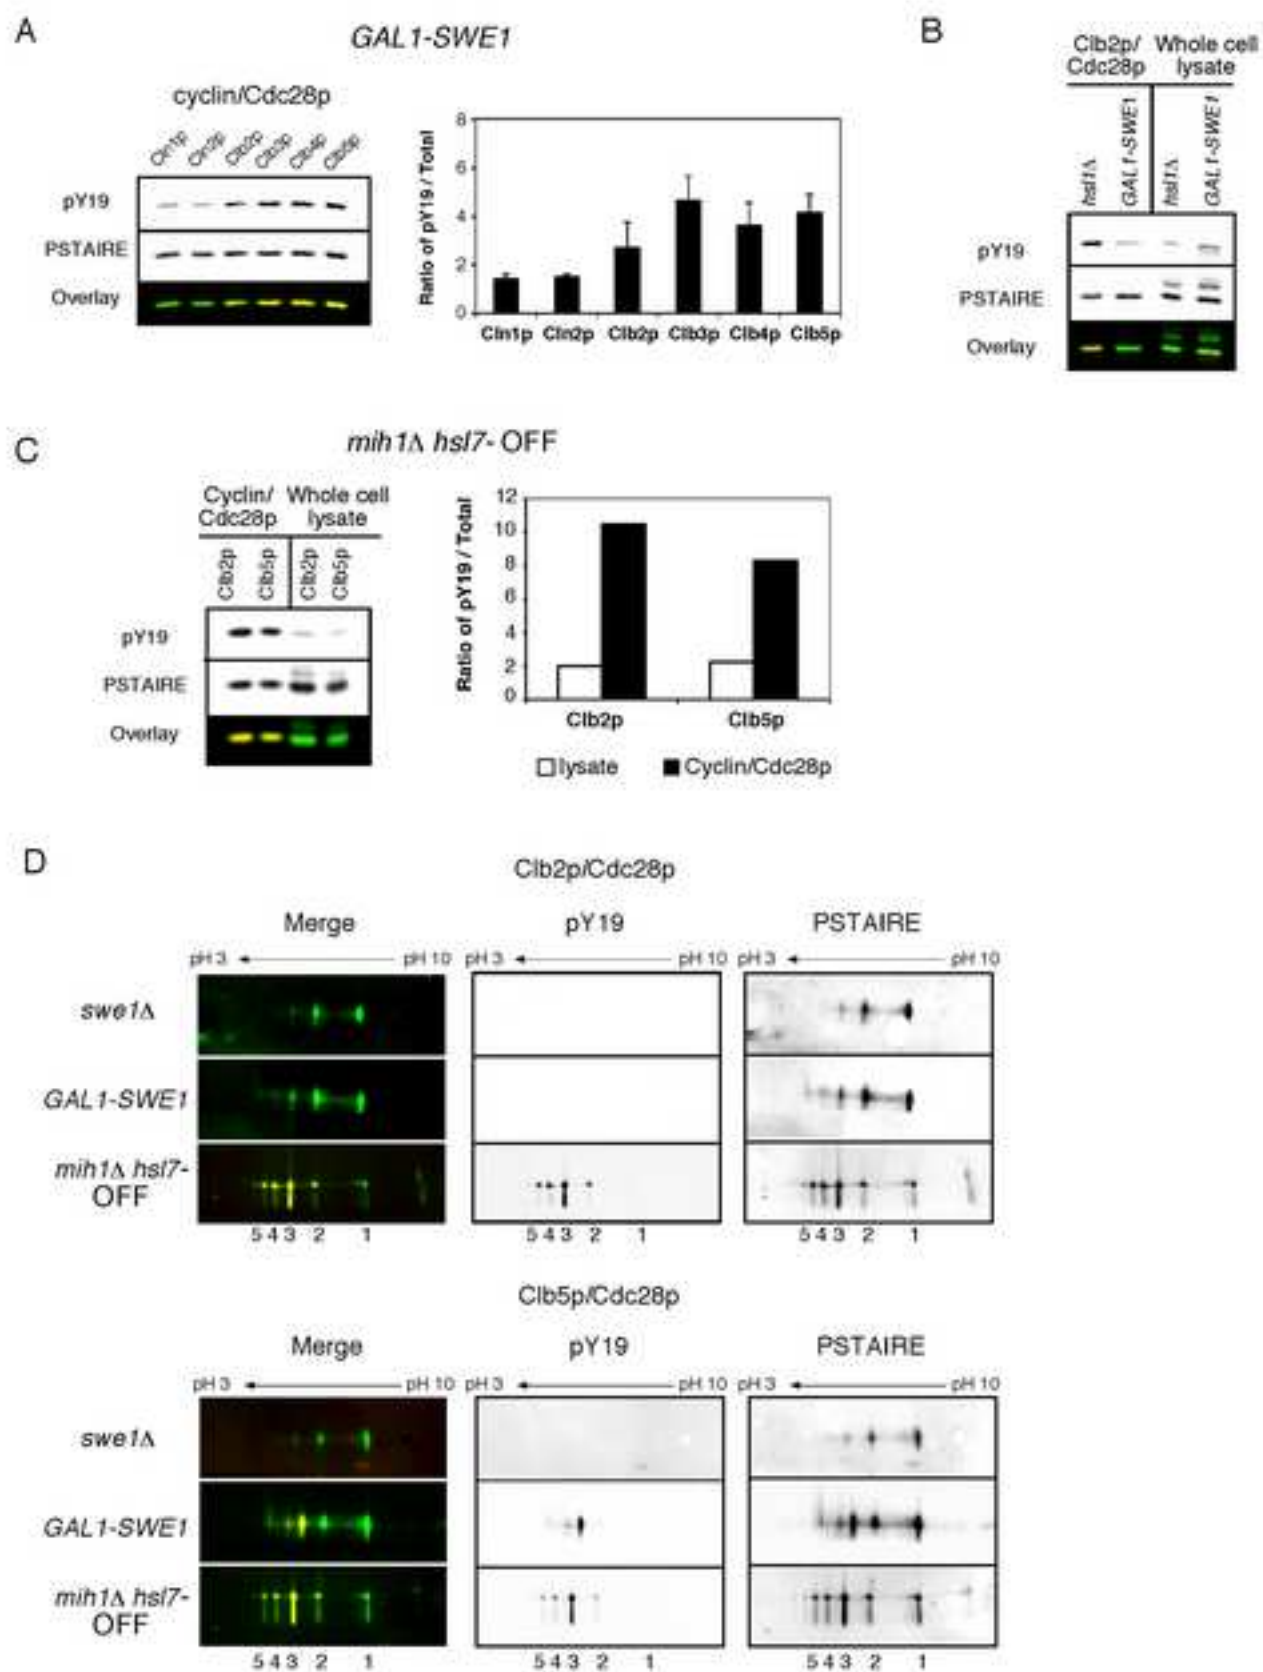 A
GAL1-SWE1
cyclin/Cdc28p
Cln1p Cln2p Clb2p Clb3p Clb4p Clb5p
pY19
PSTAIRE
Overlay
Ratio of pY19 / Total
8
6
4
2
0
Cln1p Cln2p Clb2p Clb3p Clb4p Clb5p
B
Clb2p/ Whole cell
Cdc28p lysate
hsl1Δ GAL1-SWE1 hsl1Δ GAL1-SWE1
pY19
PSTAIRE
Overlay
C
mih1Δ hsl7- OFF
Cyclin/ Whole cell
Cdc28p lysate
Clb2p Clb5p Clb2p Clb5p
pY19
PSTAIRE
Overlay
Ratio of pY19 / Total
12
10
8
6
4
2
0
Clb2p Clb5p
lysate Cyclin/Cdc28p
D
Clb2p/Cdc28p
Merge pY19 PSTAIRE
pH 3 pH 10 pH 3 pH 10 pH 3 pH 10
swe1Δ
GAL1-SWE1
mih1Δ hsl7-
OFF
5 4 3 2 1 5 4 3 2 1 5 4 3 2 1
Clb5p/Cdc28p
Merge pY19 PSTAIRE
pH 3 pH 10 pH 3 pH 10 pH 3 pH 10
swe1Δ
GAL1-SWE1
mih1Δ hsl7-
OFF
5 4 3 2 1 5 4 3 2 1 5 4 3 2 1